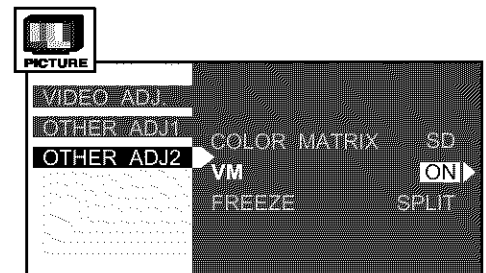 PICTURE
VIDEO ADJ.
OTHER ADJ1
OTHER ADJ2
COLOR MATRIX SD
VM ON
FREEZE SPLIT